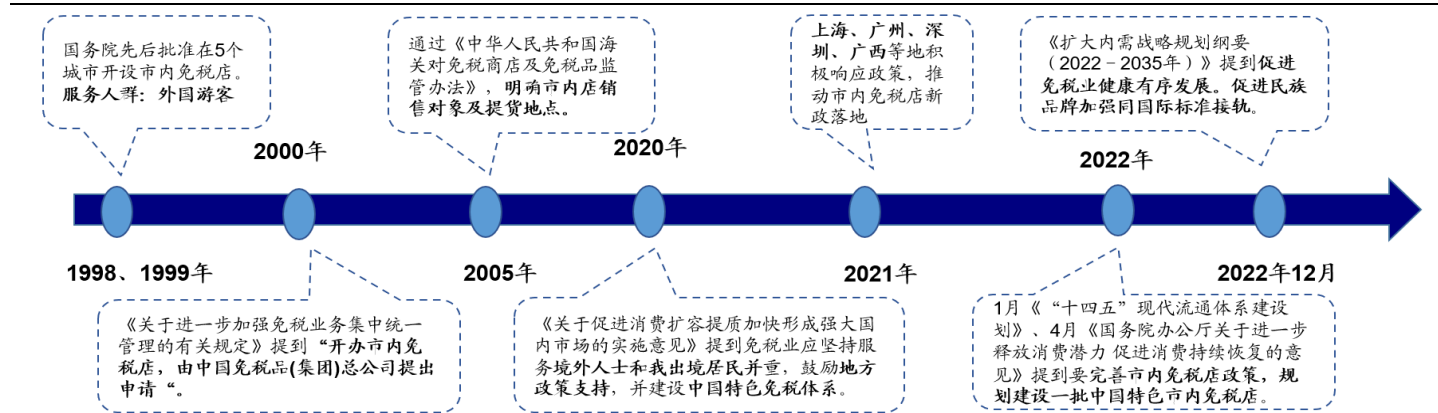 国务院先后批准在5个
城市开设市内免税店。
服务人群：外国游客
通过《中华人民共和国海
关对免税商店及免税品监
管办法》，明确市内店销
售对象及提货地点。
上海、广州、深
圳、广西等地积
极响应政策，推
动市内免税店新
政落地
《扩大内需战略规划纲要
（2022－2035年）》提到促进
免税业健康有序发展。促进民族
品牌加强同国际标准接轨。
2000年
2020年
2022年
1998、1999年
2005年
2021年
2022年12月
《关于进一步加强免税业务集中统一
管理的有关规定》提到“开办市内免
税店，由中国免税品(集团)总公司提出
申请“。
《关于促进消费扩容提质加快形成强大国
内市场的实施意见》提到免税业应坚持服
务境外人士和我出境居民并重，鼓励地方
政策支持，并建设中国特色免税体系。
1月《“十四五”现代流通体系建设规
划》、4月《国务院办公厅关于进一步
释放消费潜力 促进消费持续恢复的意
见》提到要完善市内免税店政策，规
划建设一批中国特色市内免税店。